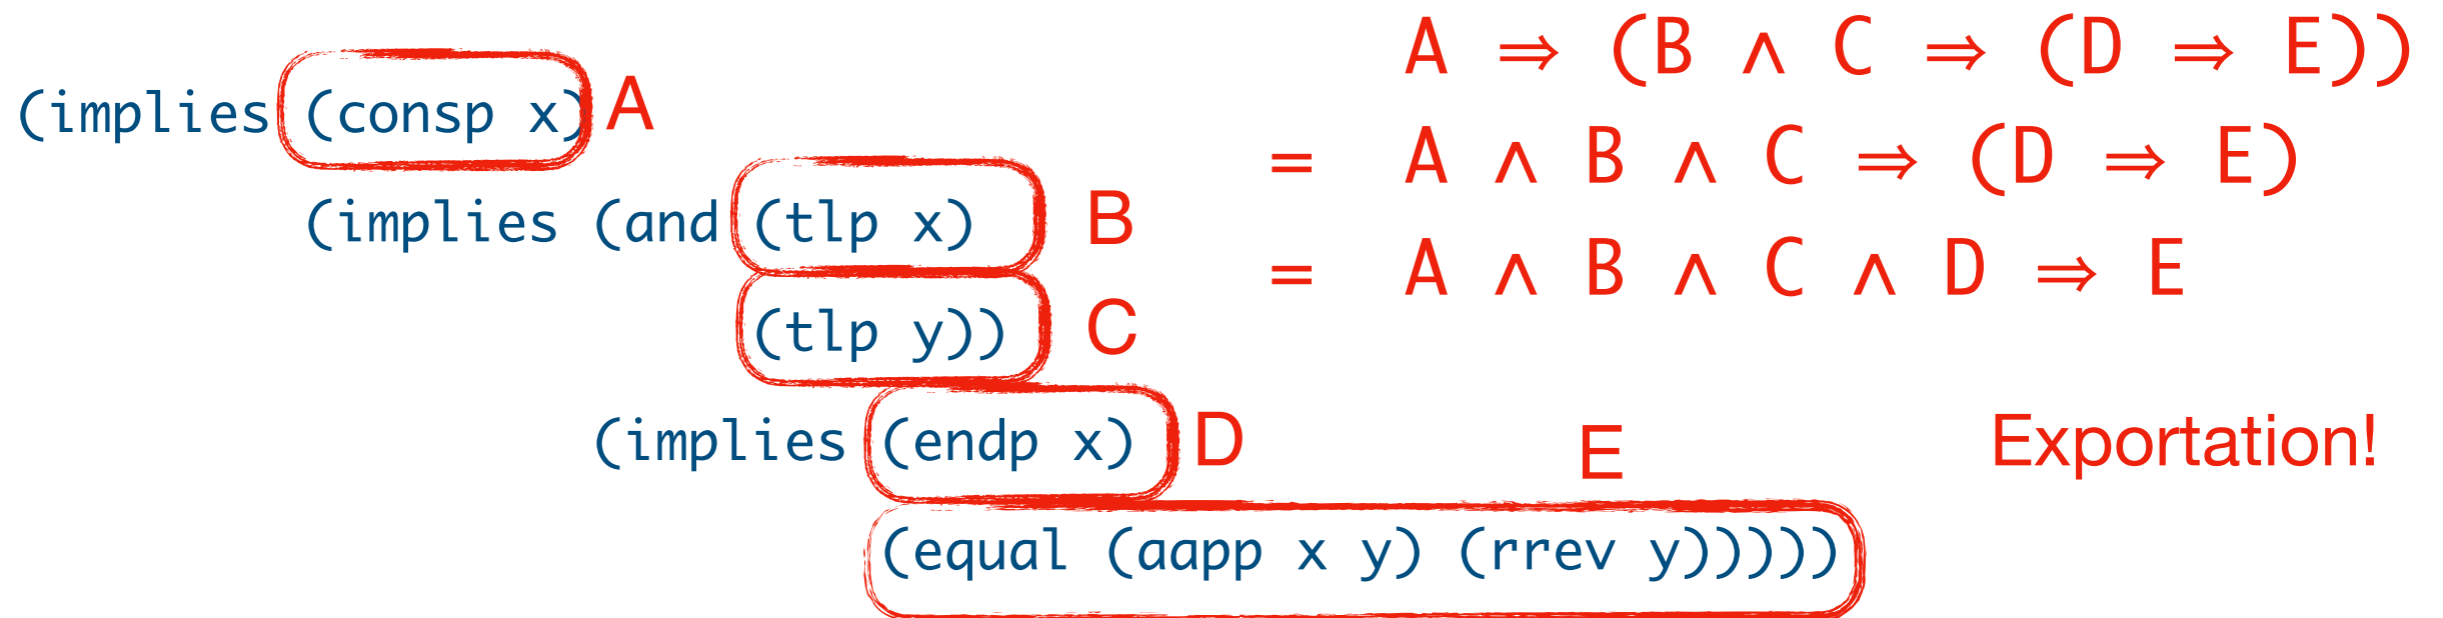 A ⇒ (B ∧ C ⇒ (D ⇒ E))
(implies (consp x) A
= A ∧ B ∧ C ⇒ (D ⇒ E)
(implies (and (tlp x) B
= A ∧ B ∧ C ∧ D ⇒ E
(tlp y)) C
(implies (endp x) D
E
Exportation!
(equal (aapp x y) (rrev y)))))